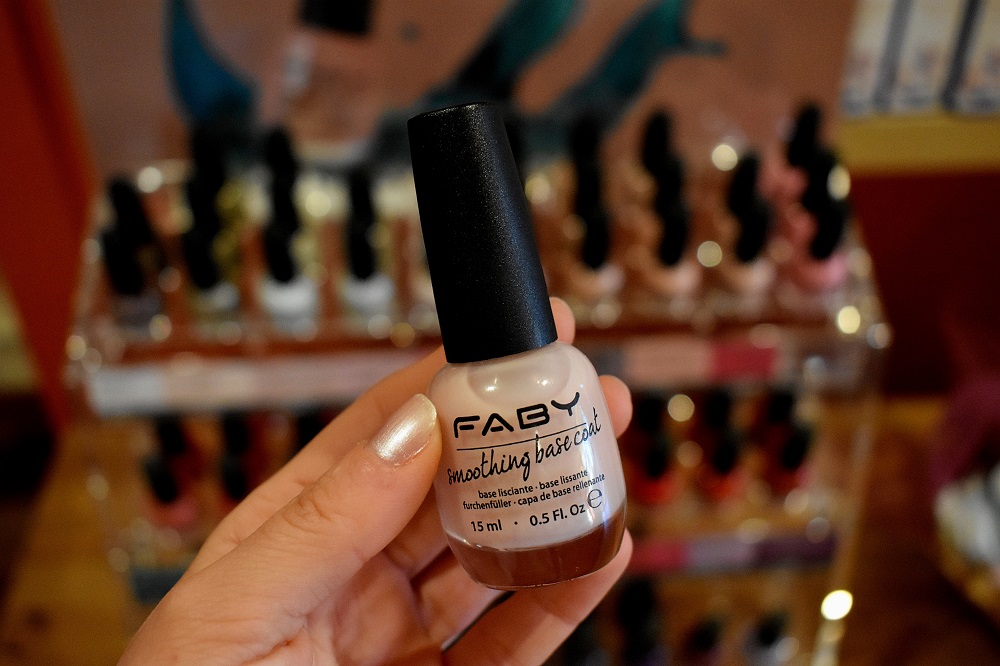 FABY
Smoothing base coat
base lisciante · base lissante
furchenfüller · capa de base rellenante
15 ml · 0.5 Fl. Oz ℮